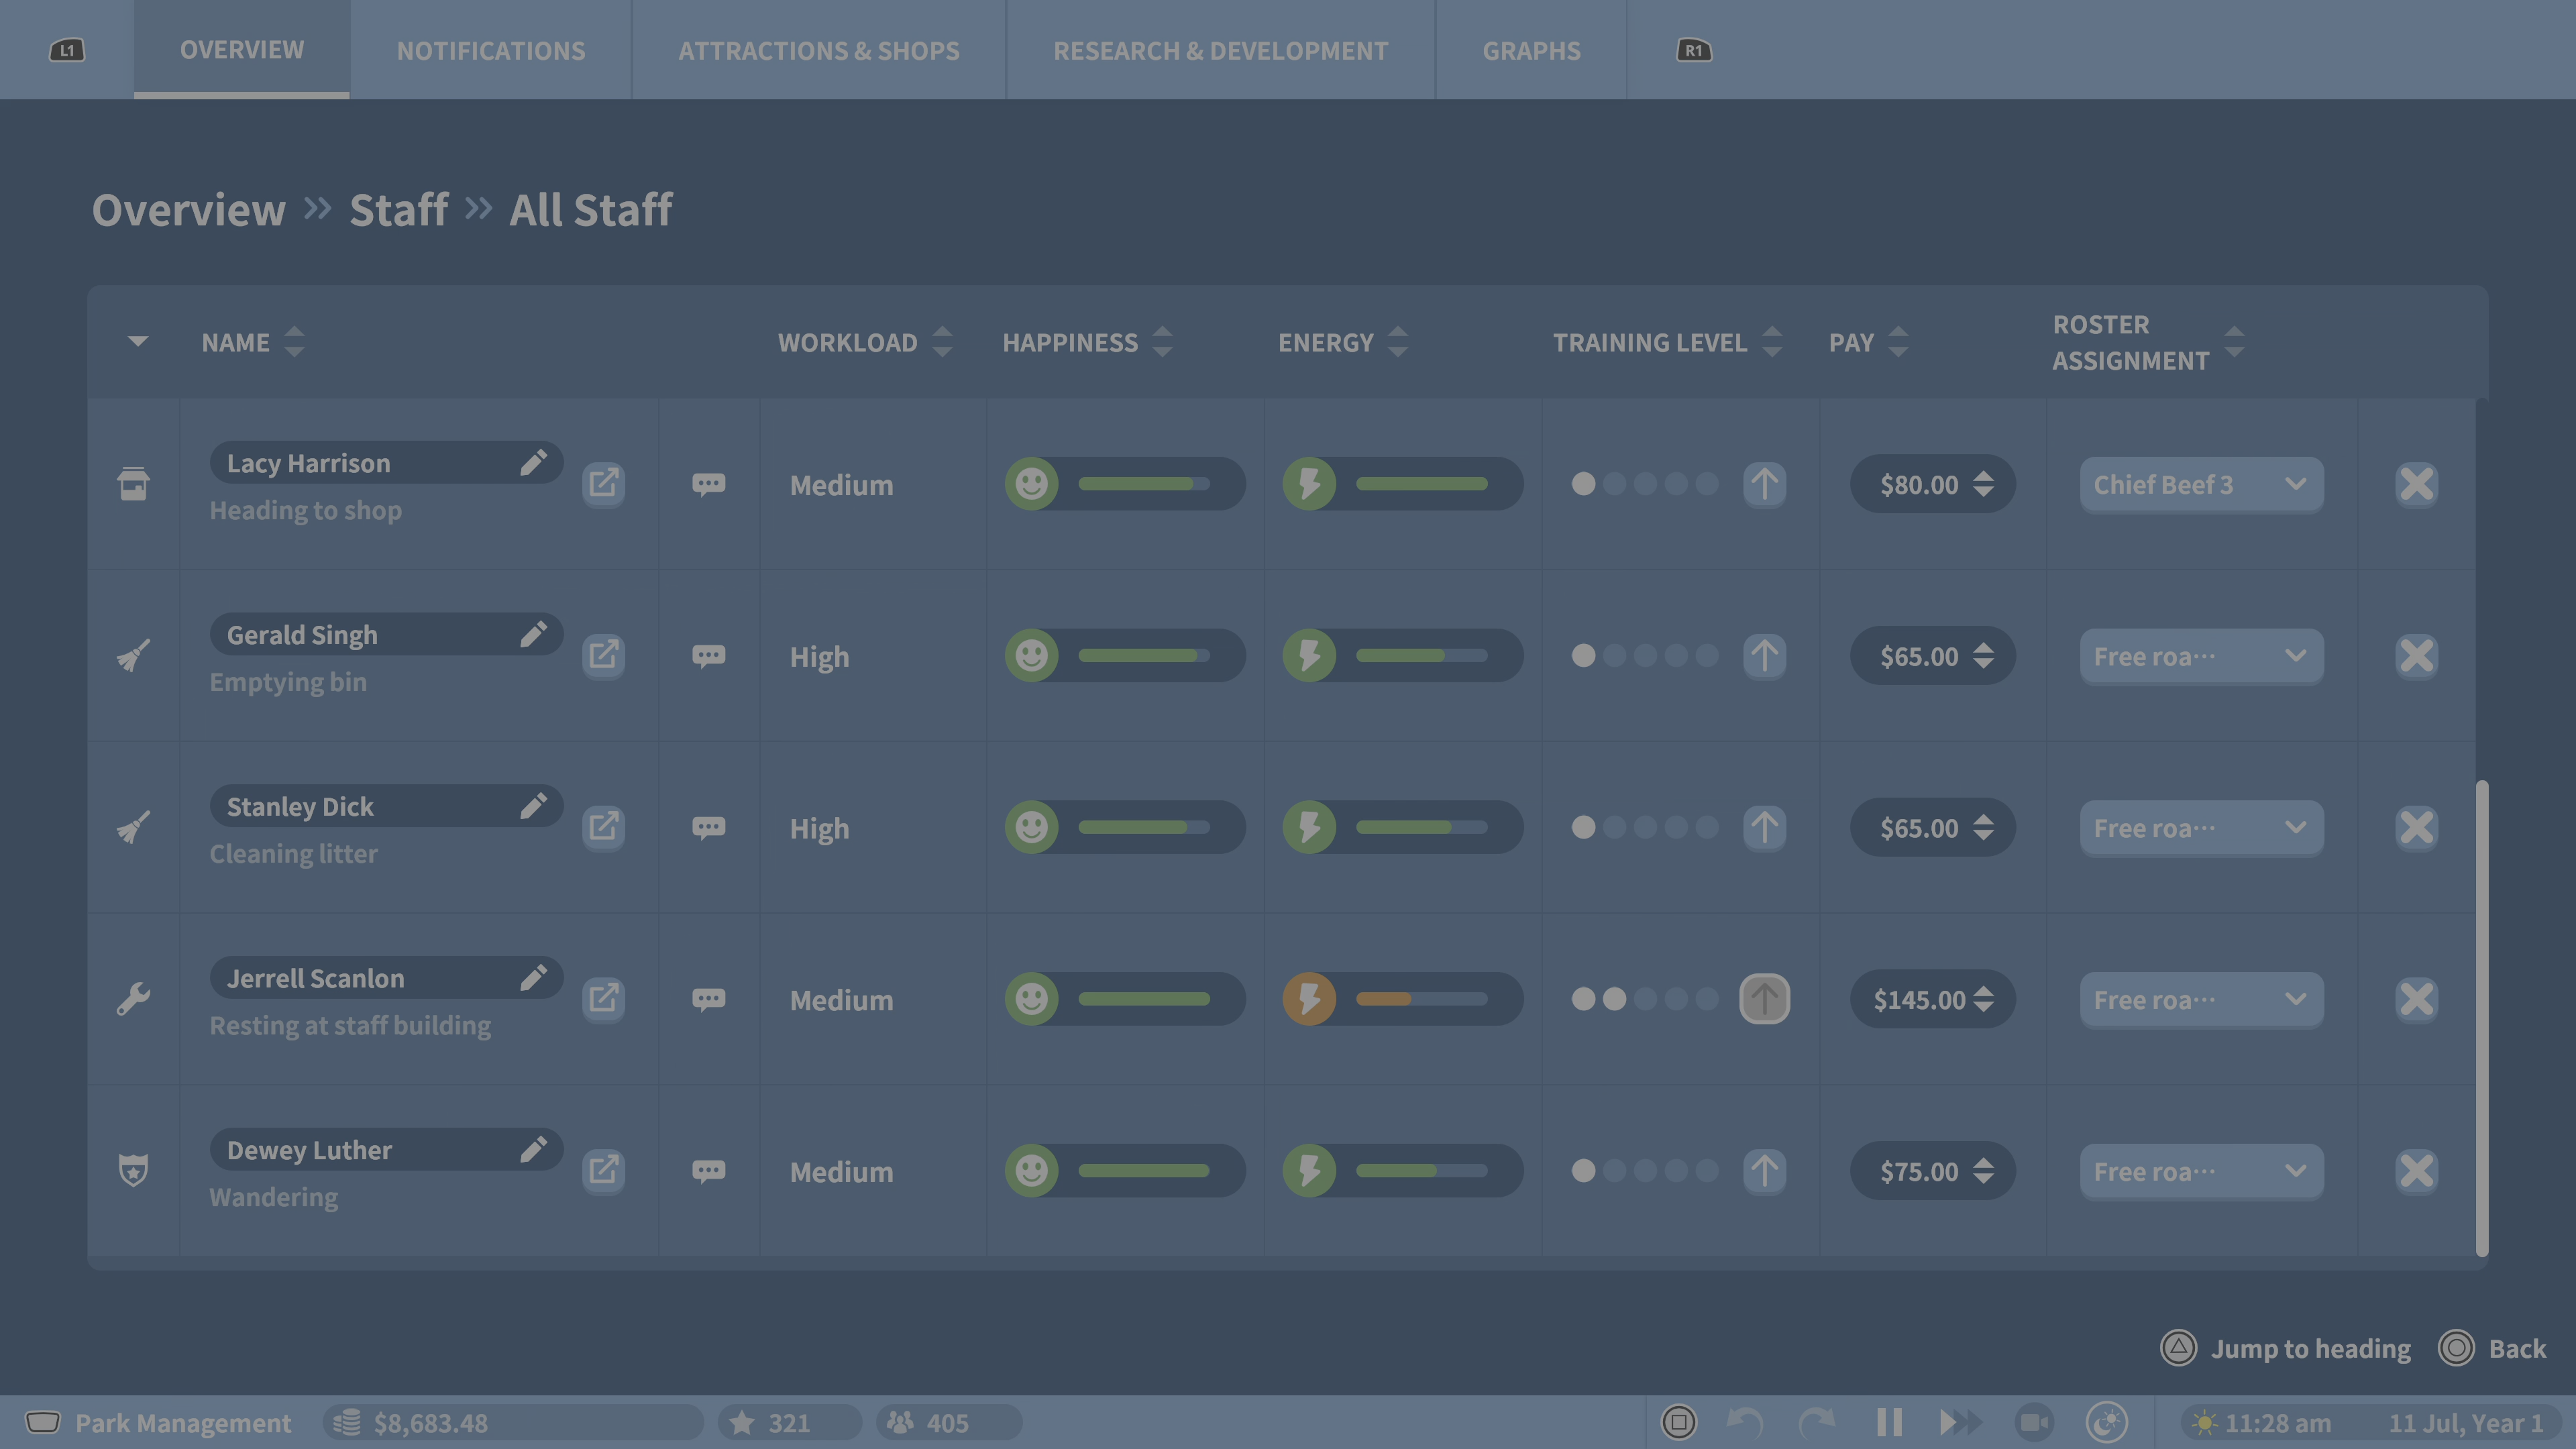 L1
OVERVIEW
NOTIFICATIONS
ATTRACTIONS & SHOPS
RESEARCH & DEVELOPMENT
GRAPHS
R1
Overview » Staff » All Staff
NAME
WORKLOAD
HAPPINESS
ENERGY
TRAINING LEVEL
PAY
ROSTER
ASSIGNMENT
Lacy Harrison
Heading to shop
Medium
$80.00
Chief Beef 3
Gerald Singh
Emptying bin
High
$65.00
Free roa···
Stanley Dick
Cleaning litter
High
$65.00
Free roa···
Jerrell Scanlon
Resting at staff building
Medium
$145.00
Free roa···
Dewey Luther
Wandering
Medium
$75.00
Free roa···
Jump to heading
Back
Park Management
$8,683.48
321
405
11:28 am
11 Jul, Year 1